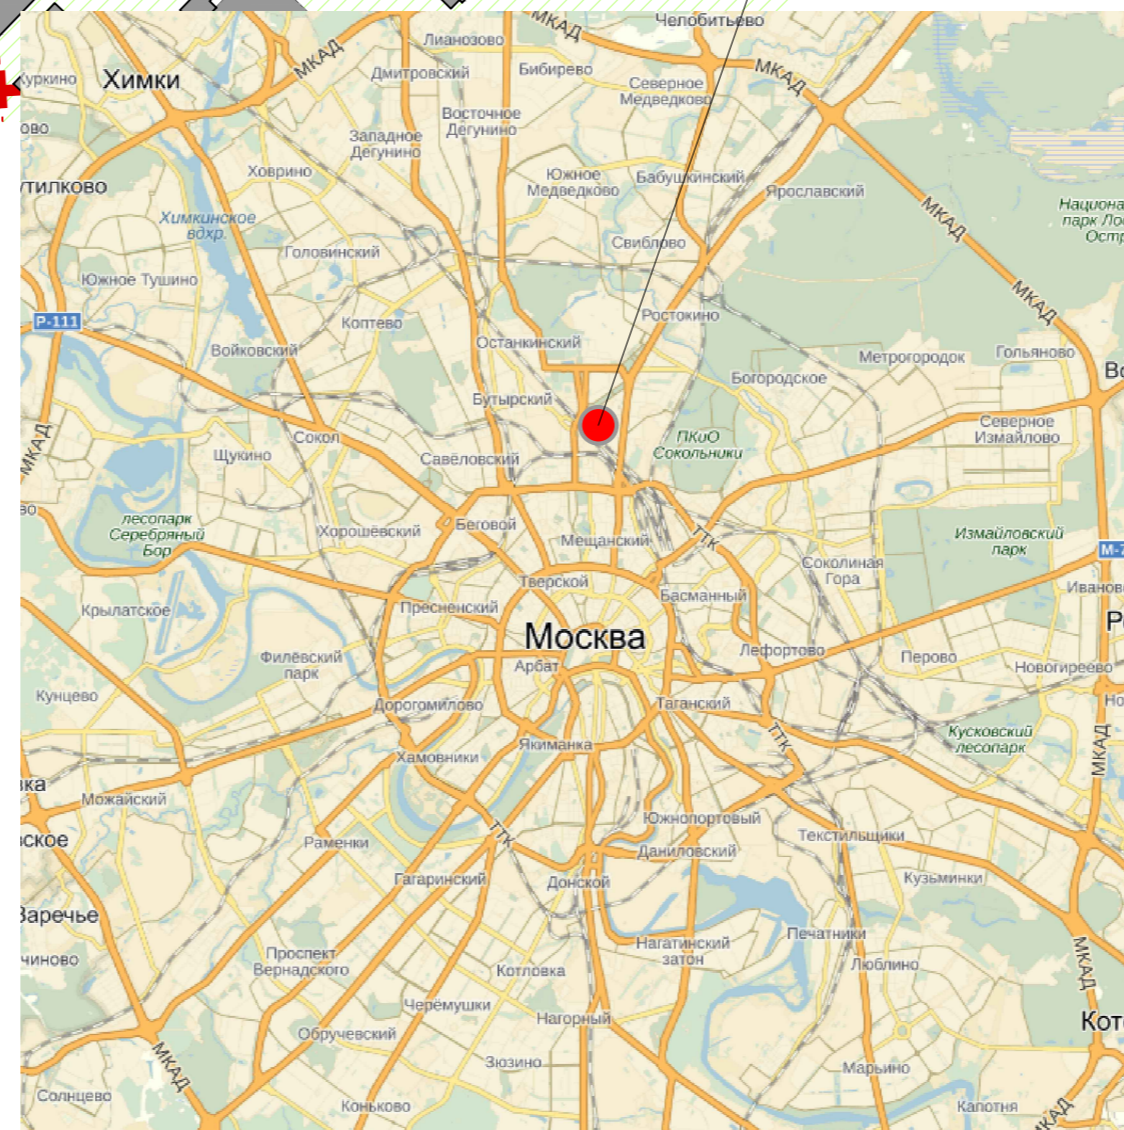 МКАД
Челобитьево
Лианозово
МКАД
Бибирево
МКАД
Куркино
Химки
Дмитровский
Северное
Медведково
Восточное
Дегунино
Западное
Дегунино
Ховрино
Южное
Медведково
Бабушкинский
Ярославский
Химкинское
вдхр.
МКАД
Головинский
Свиблово
Южное Тушино
МКАД
Р-111
Коптево
Ростокино
Войковский
Останкинский
Метрогородок
Гольяново
Богородское
Бутырский
Северное
Измайлово
МКАД
Сокол
ПКиО
Сокольники
Щукино
Савёловский
лесопарк
Серебряный
Бор
Хорошёвский
Беговой
Мещанский
ТТК
Измайловский
парк
Соколиная
Гора
Тверской
Басманный
Крылатское
Пресненский
Москва
Филёвский
парк
Арбат
Лефортово
Перово
Новогиреево
Кунцево
Дорогомилово
Таганский
ТТК
Кусковский
лесопарк
МКАД
Якиманка
Хамовники
Можайский
Южнопортовый
ТТК
Раменки
Даниловский
Текстильщики
Гагаринский
Донской
Кузьминки
Заречье
Печатники
Нагатинский
затон
Проспект
Вернадского
Котловка
Люблино
МКАД
Черёмушки
Нагорный
Обручевский
МКАД
Зюзино
Марьино
Солнцево
Коньково
Капотня
МКАД